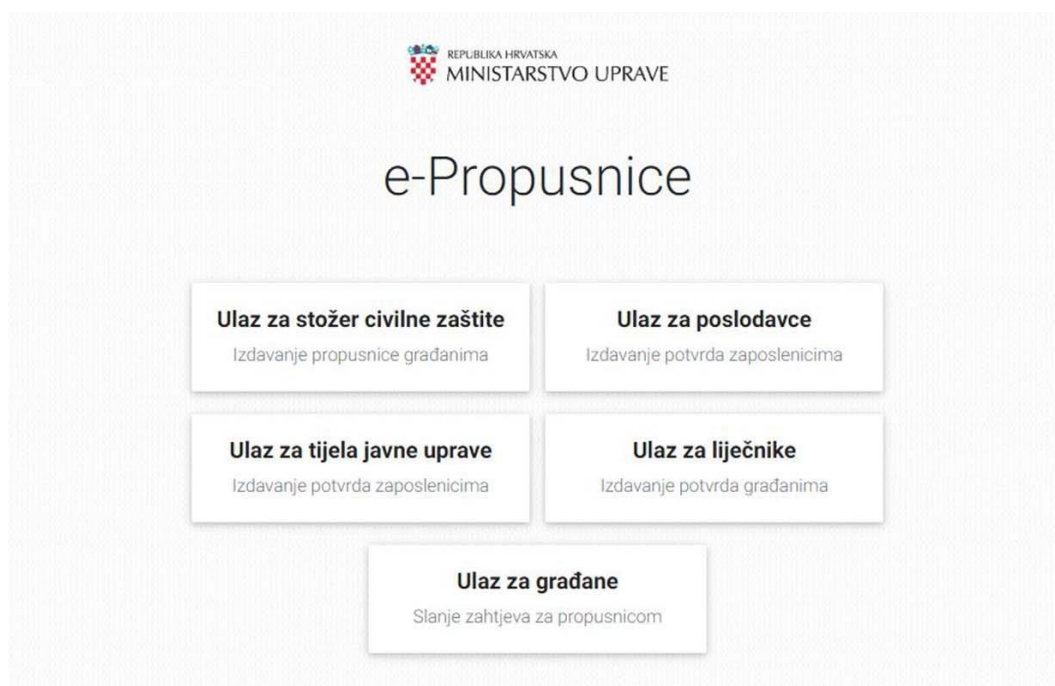 REPUBLIKA HRVATSKA
MINISTARSTVO UPRAVE
e-Propusnice
Ulaz za stožer civilne zaštite
Izdavanje propusnice građanima
Ulaz za poslodavce
Izdavanje potvrda zaposlenicima
Ulaz za tijela javne uprave
Izdavanje potvrda zaposlenicima
Ulaz za liječnike
Izdavanje potvrda građanima
Ulaz za građane
Slanje zahtjeva za propusnicom